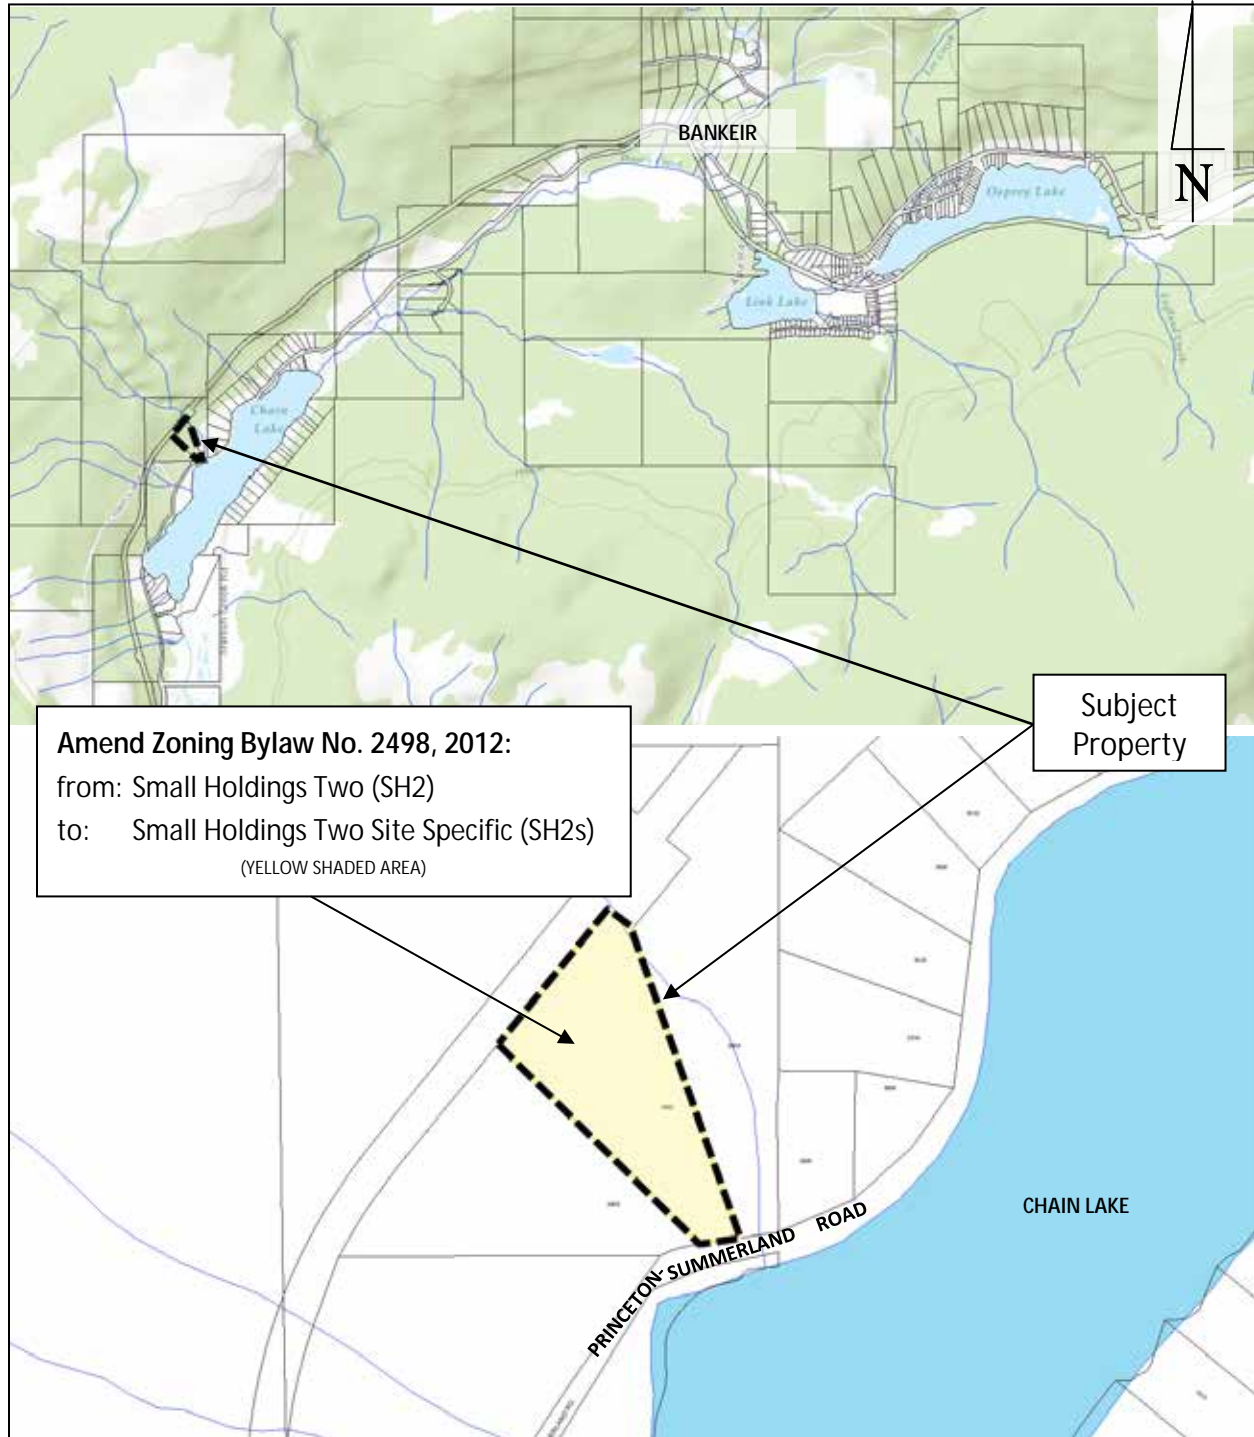 BANKEIR
N
Osprey Lake
Link Lake
Chain
Lake
Subject
Property
Amend Zoning Bylaw No. 2498, 2012:
from: Small Holdings Two (SH2)
to: Small Holdings Two Site Specific (SH2s)
(YELLOW SHADED AREA)
CHAIN LAKE
PRINCETON-SUMMERLAND ROAD